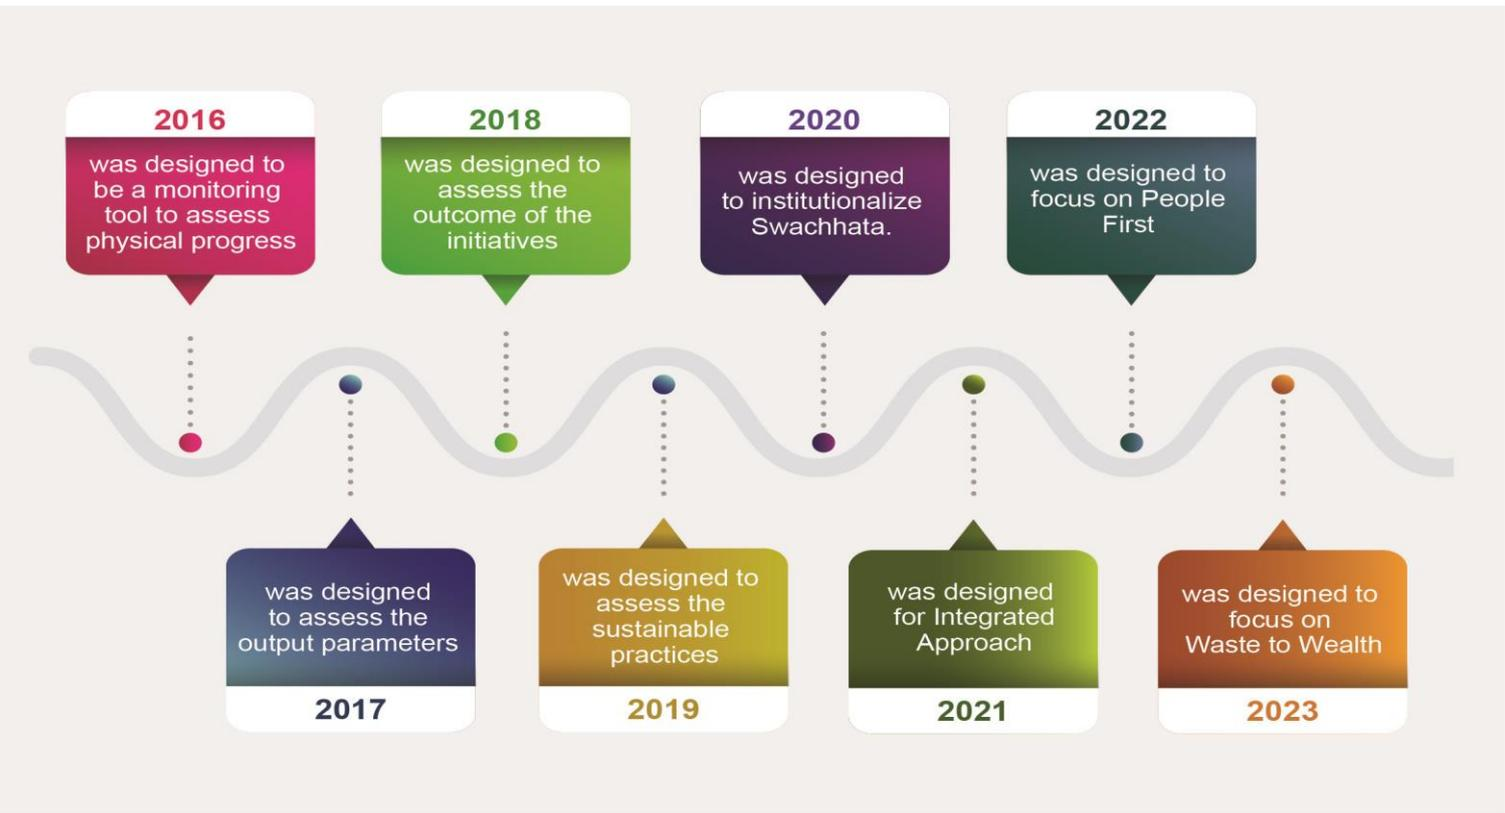 2016
was designed to
be a monitoring
tool to assess
physical progress
2018
was designed to
assess the
outcome of the
initiatives
2020
was designed
to institutionalize
Swachhata.
2022
was designed to
focus on People
First
was designed
to assess the
output parameters
2017
was designed to
assess the
sustainable
practices
2019
was designed
for Integrated
Approach
2021
was designed to
focus on
Waste to Wealth
2023